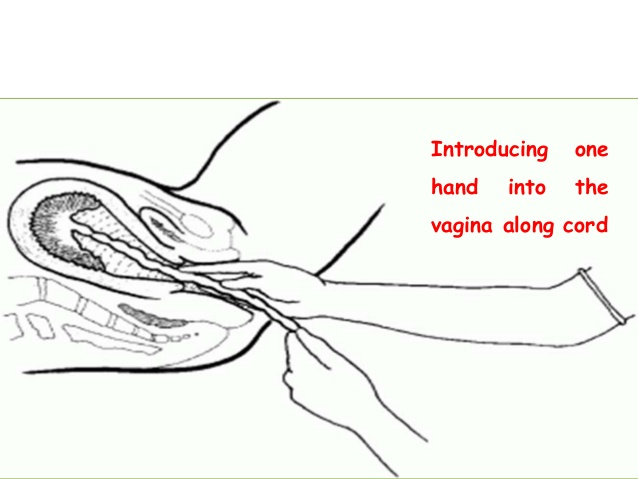 Introducing one
hand into the
vagina along cord